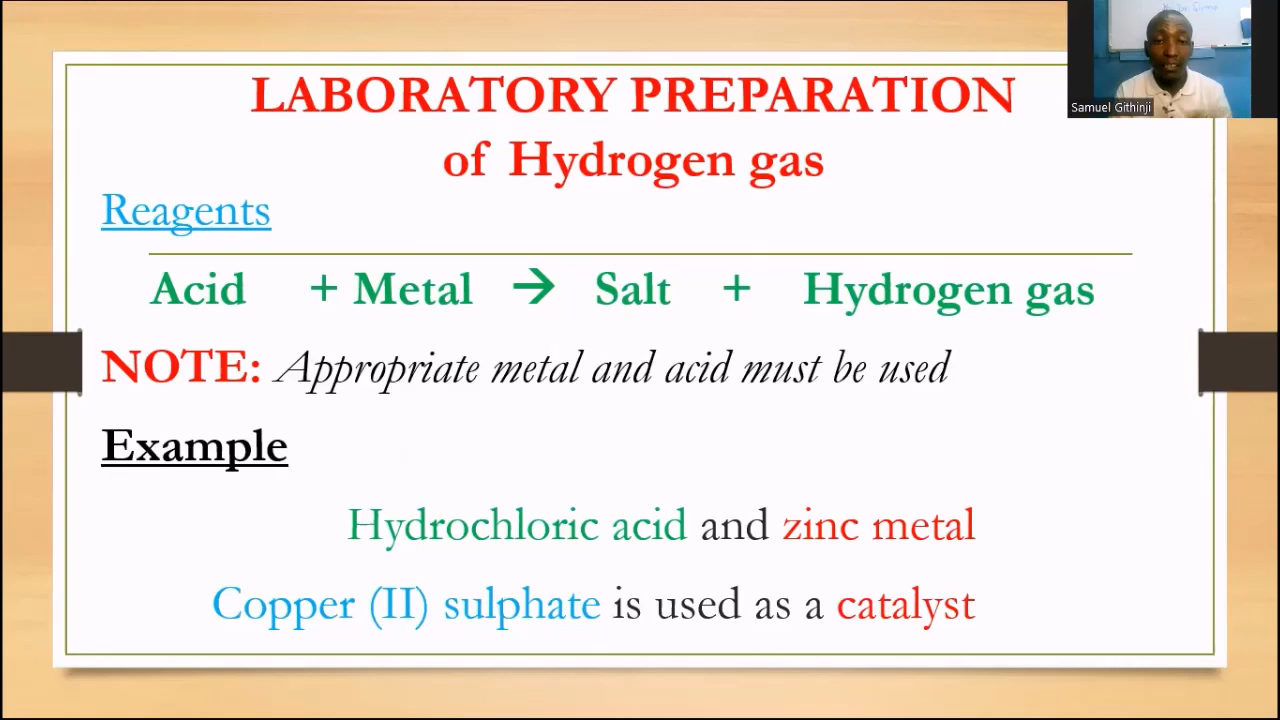 LABORATORY PREPARATION
of Hydrogen gas
Samuel Githinji
Reagents
Acid + Metal → Salt + Hydrogen gas
NOTE: Appropriate metal and acid must be used
Example
Hydrochloric acid and zinc metal
Copper (II) sulphate is used as a catalyst